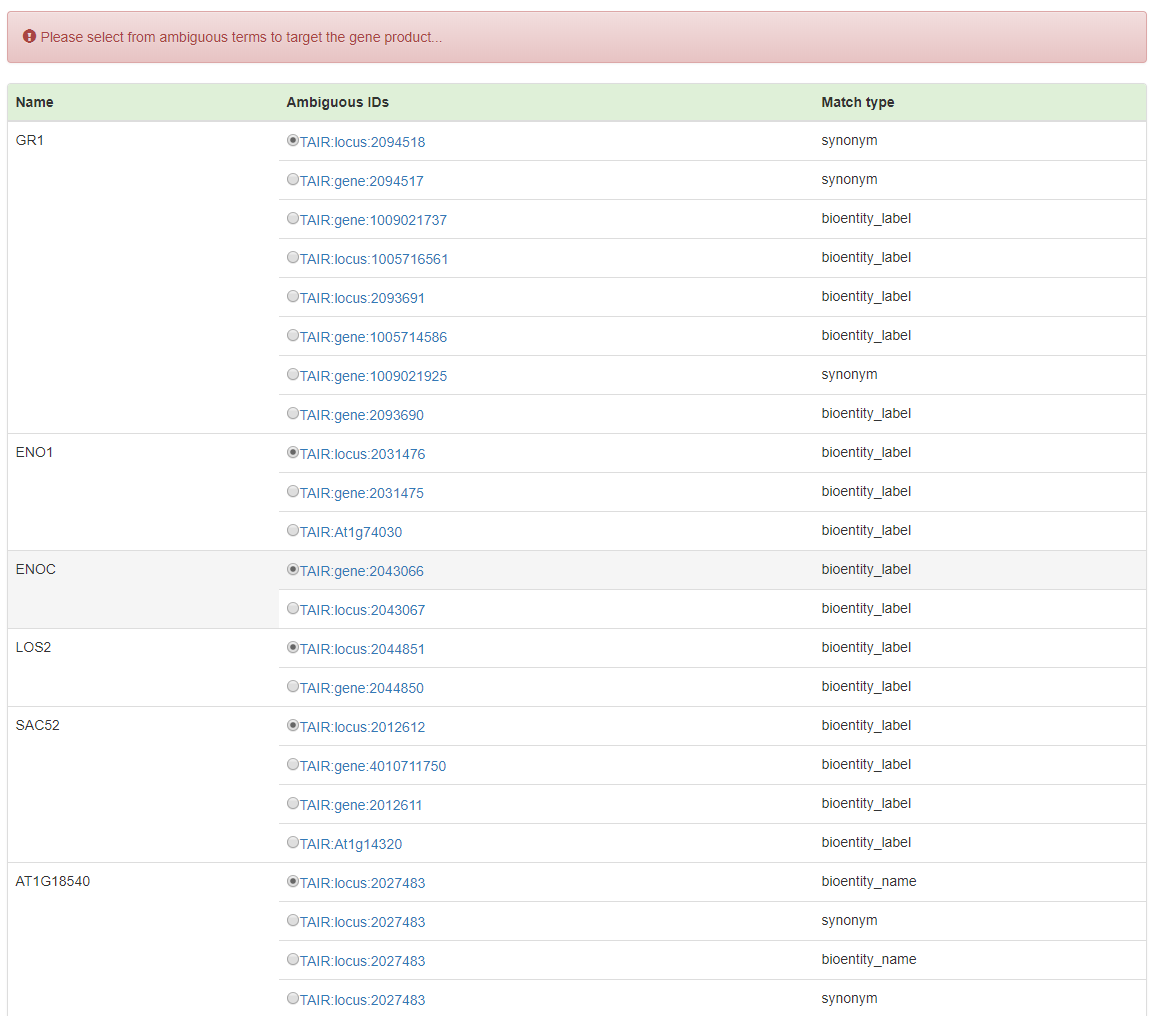 Please select from ambiguous terms to target the gene product...
Name Ambiguous IDs Match type
GR1 TAIR:locus:2094518 synonym
TAIR:gene:2094517 synonym
TAIR:gene:1009021737 bioentity_label
TAIR:locus:1005716561 bioentity_label
TAIR:locus:2093691 bioentity_label
TAIR:gene:1005714586 bioentity_label
TAIR:gene:1009021925 synonym
TAIR:gene:2093690 bioentity_label
ENO1 TAIR:locus:2031476 bioentity_label
TAIR:gene:2031475 bioentity_label
TAIR:At1g74030 bioentity_label
ENOC TAIR:gene:2043066 bioentity_label
TAIR:locus:2043067 bioentity_label
LOS2 TAIR:locus:2044851 bioentity_label
TAIR:gene:2044850 bioentity_label
SAC52 TAIR:locus:2012612 bioentity_label
TAIR:gene:4010711750 bioentity_label
TAIR:gene:2012611 bioentity_label
TAIR:At1g14320 bioentity_label
AT1G18540 TAIR:locus:2027483 bioentity_name
TAIR:locus:2027483 synonym
TAIR:locus:2027483 bioentity_name
TAIR:locus:2027483 synonym